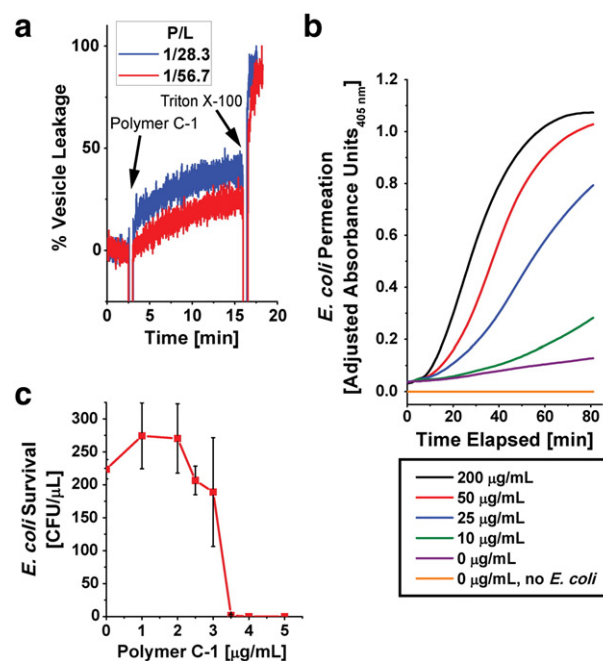 a
P/L
1/28.3
1/56.7
Triton X-100
Polymer C-1
% Vesicle Leakage
100
50
0
0 5 10 15 20
Time [min]
b
E. coli Permeation
[Adjusted Absorbance Units405 nm]
1.2
1.0
0.8
0.6
0.4
0.2
0.0
0 20 40 60 80
Time Elapsed [min]
200 μg/mL
50 μg/mL
25 μg/mL
10 μg/mL
0 μg/mL
0 μg/mL, no E. coli
c
E. coli Survival
[CFU/μL]
300
250
200
150
100
50
0
0 1 2 3 4 5
Polymer C-1 [μg/mL]